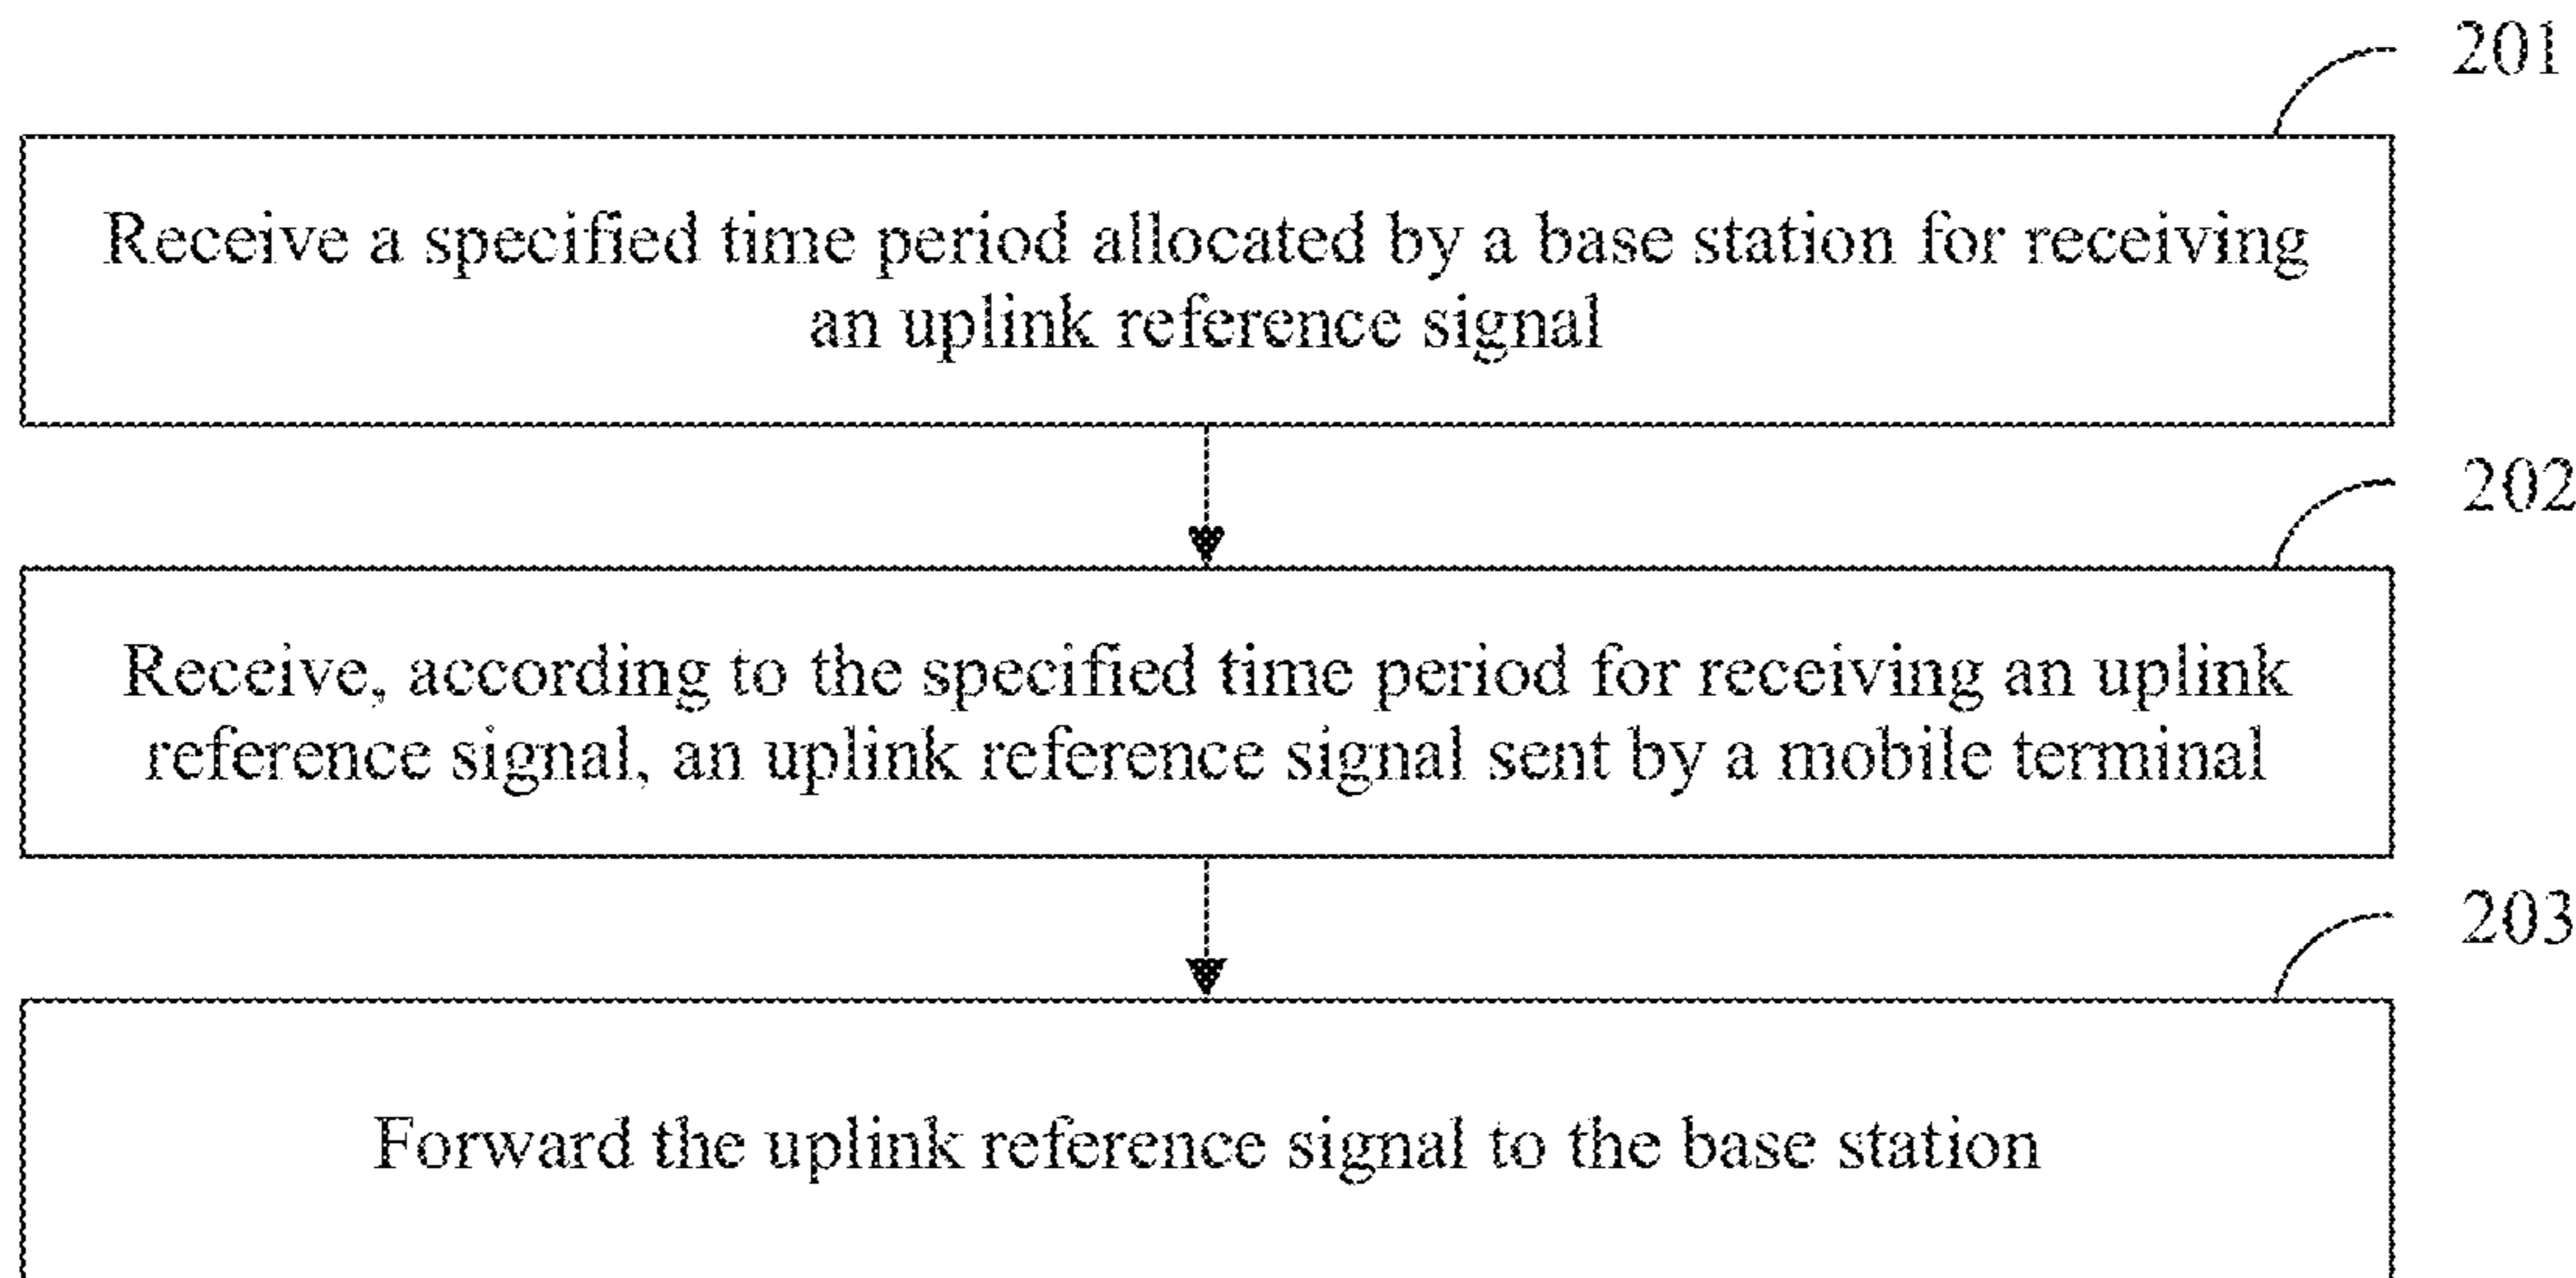 201
Receive a specified time period allocated by a base station for receiving
an uplink reference signal
202
Receive, according to the specified time period for receiving an uplink
reference signal, an uplink reference signal sent by a mobile terminal
203
Forward the uplink reference signal to the base station